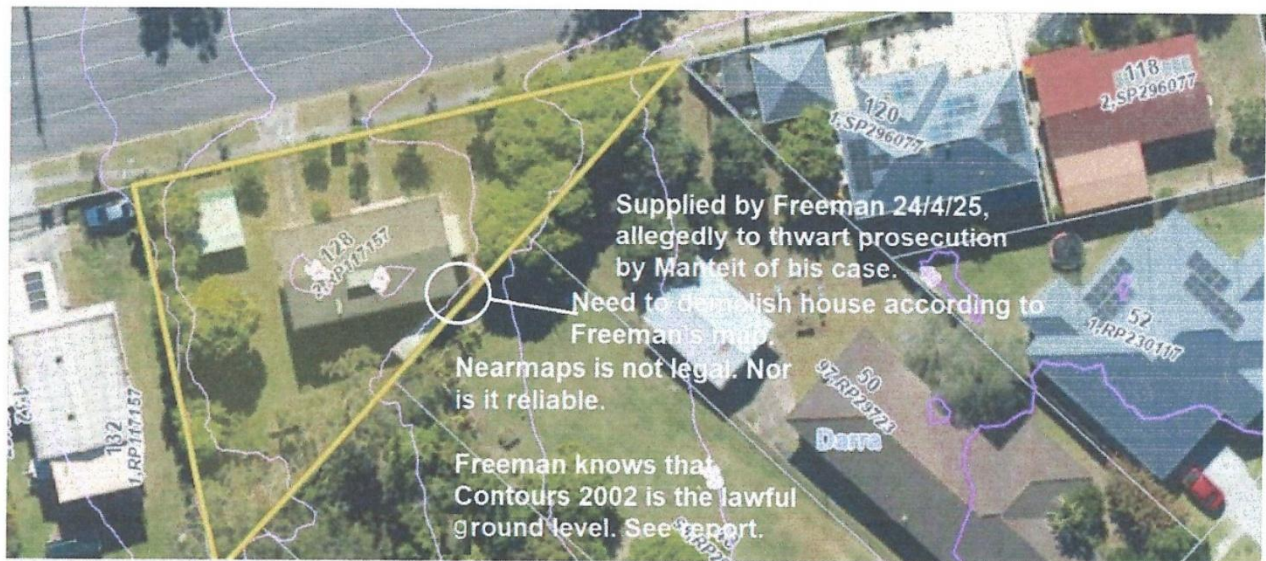 118
2,SP296077
120
1,SP296077
Supplied by Freeman 24/4/25,
allegedly to thwart prosecution
by Manteit of his case.
128
2,RP117157
Need to demolish house according to
Freeman's map.
52
1,RP230117
Nearmaps is not legal. Nor
is it reliable.
50
97,RP29723
Darra
132
1,RP117157
Freeman knows that
Contours 2002 is the lawful
ground level. See report.